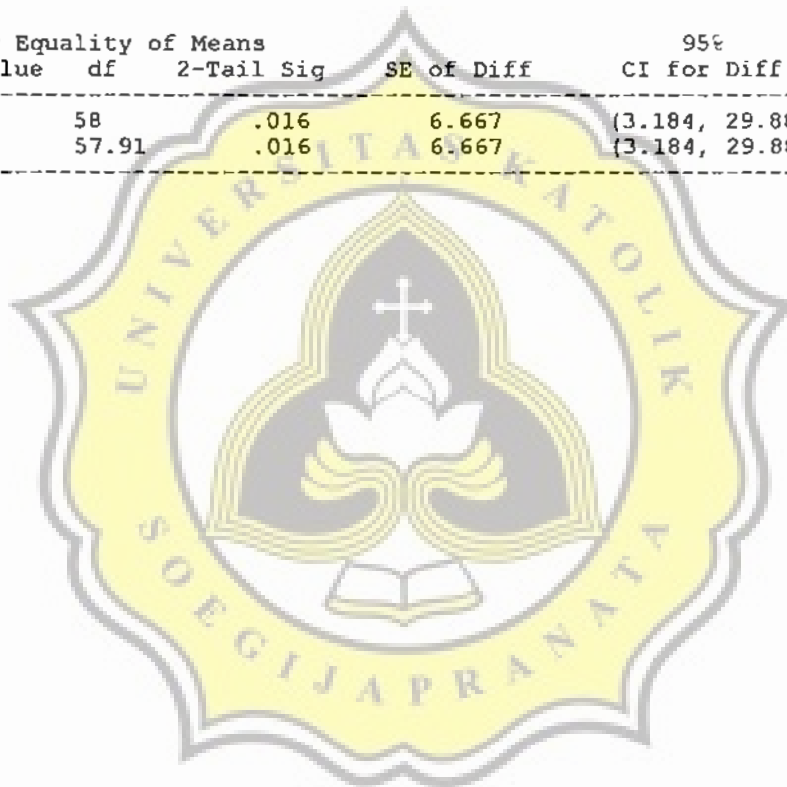 Equality of Means 95%
lue df 2-Tail Sig SE of Diff CI for Diff
58 .016 6.667 (3.184, 29.88
57.91 .016 6.667 (3.184, 29.88
UNIVERSITAS KATOLIK
SOEGIJAPRANATA